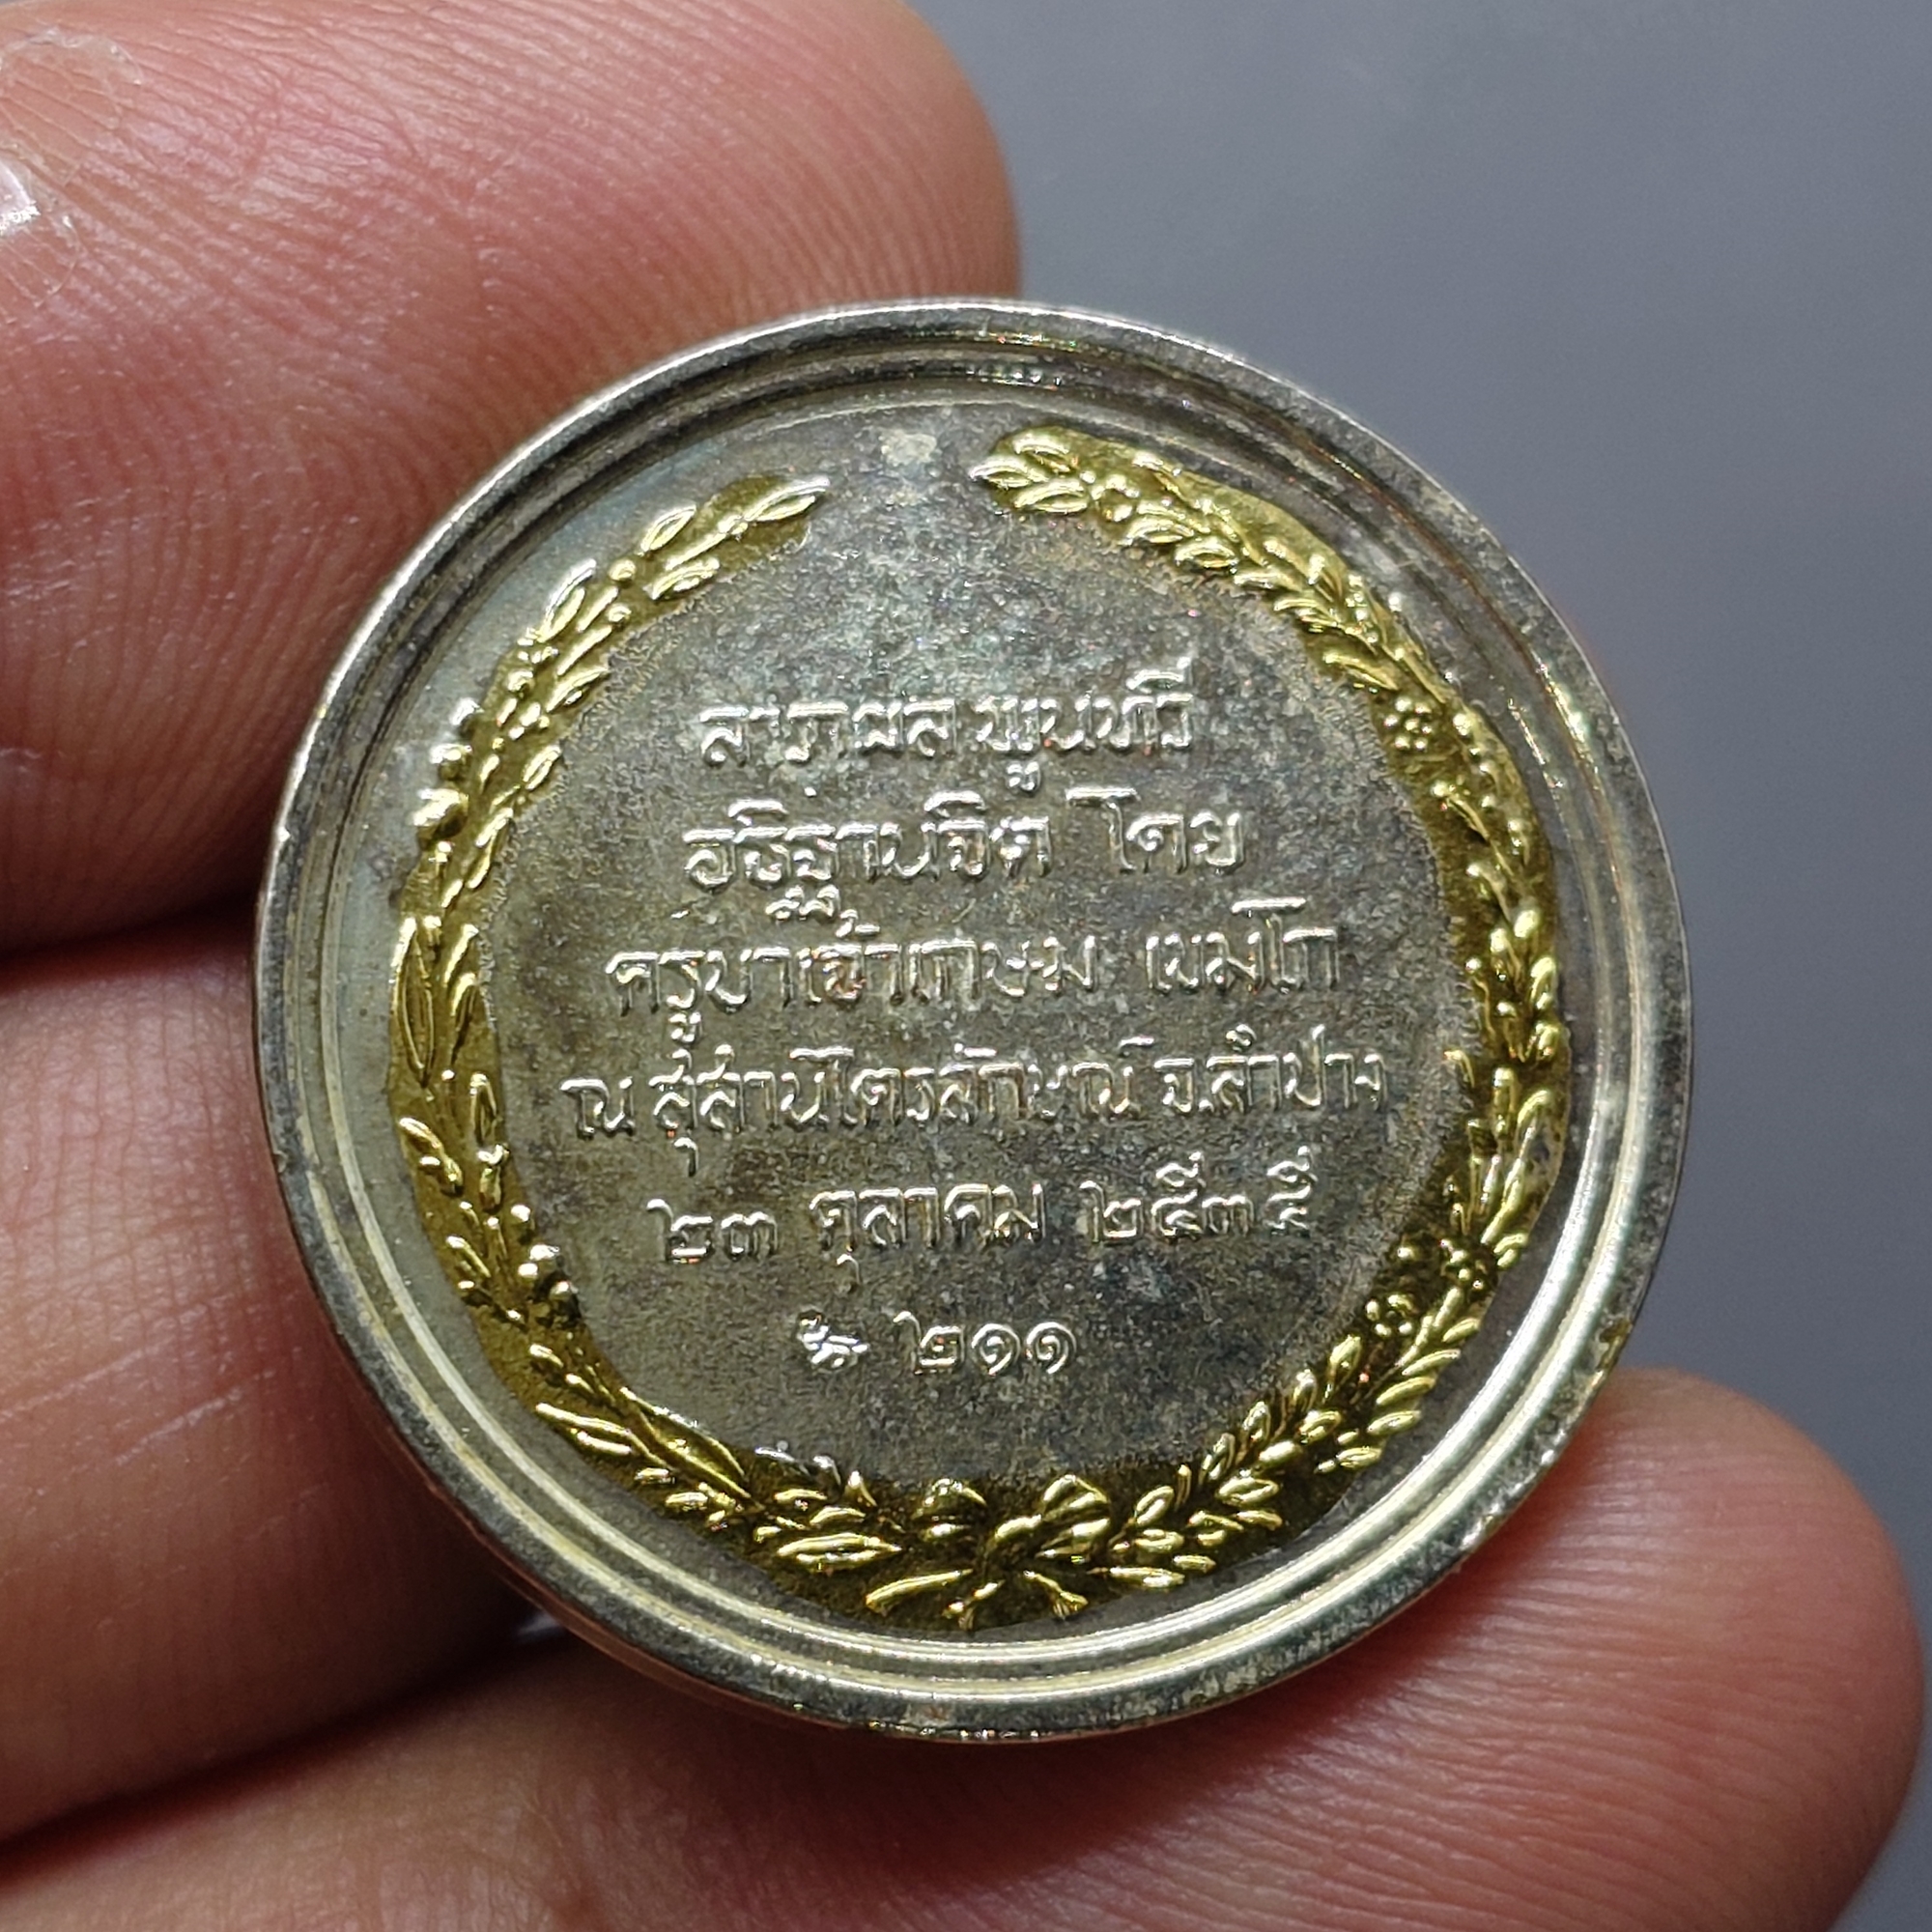 ลาภผลพูนทวี
อธิฐานจิต โดย
ครูบาเจ้าเกษม เขมโก
ณ สุสานไตรลักษณ์ จ.ลำปาง
๒๓ ตุลาคม ๒๕๓๕
๒๑๑